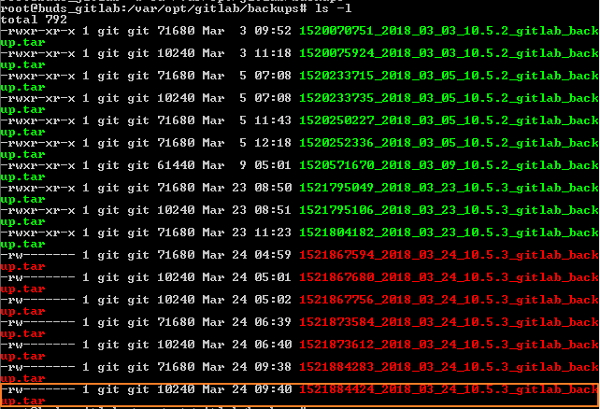 root@buds_gitlab:/var/opt/gitlab/backups# ls -l
total 792
-rwxr-xr-x 1 git git 71680 Mar  3 09:52 1520070751_2018_03_03_10.5.2_gitlab_back
up.tar
-rwxr-xr-x 1 git git 10240 Mar  3 11:18 1520075924_2018_03_03_10.5.2_gitlab_back
up.tar
-rwxr-xr-x 1 git git 71680 Mar  5 07:08 1520233715_2018_03_05_10.5.2_gitlab_back
up.tar
-rwxr-xr-x 1 git git 10240 Mar  5 07:08 1520233735_2018_03_05_10.5.2_gitlab_back
up.tar
-rwxr-xr-x 1 git git 71680 Mar  5 11:43 1520250227_2018_03_05_10.5.2_gitlab_back
up.tar
-rwxr-xr-x 1 git git 71680 Mar  5 12:18 1520252336_2018_03_05_10.5.2_gitlab_back
up.tar
-rwxr-xr-x 1 git git 61440 Mar  9 05:01 1520571670_2018_03_09_10.5.2_gitlab_back
up.tar
-rwxr-xr-x 1 git git 71680 Mar 23 08:50 1521795049_2018_03_23_10.5.3_gitlab_back
up.tar
-rwxr-xr-x 1 git git 10240 Mar 23 08:51 1521795106_2018_03_23_10.5.3_gitlab_back
up.tar
-rwxr-xr-x 1 git git 71680 Mar 23 11:23 1521804182_2018_03_23_10.5.3_gitlab_back
up.tar
-rw------- 1 git git 71680 Mar 24 04:59 1521867594_2018_03_24_10.5.3_gitlab_back
up.tar
-rw------- 1 git git 10240 Mar 24 05:01 1521867680_2018_03_24_10.5.3_gitlab_back
up.tar
-rw------- 1 git git 10240 Mar 24 05:02 1521867756_2018_03_24_10.5.3_gitlab_back
up.tar
-rw------- 1 git git 71680 Mar 24 06:39 1521873584_2018_03_24_10.5.3_gitlab_back
up.tar
-rw------- 1 git git 10240 Mar 24 06:40 1521873612_2018_03_24_10.5.3_gitlab_back
up.tar
-rw------- 1 git git 71680 Mar 24 09:38 1521884283_2018_03_24_10.5.3_gitlab_back
up.tar
-rw------- 1 git git 10240 Mar 24 09:40 1521884424_2018_03_24_10.5.3_gitlab_back
up.tar